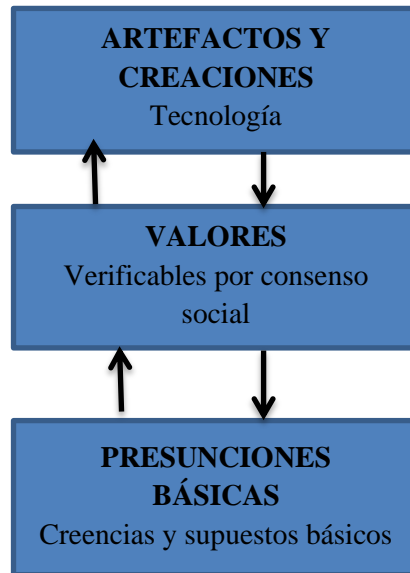 ARTEFACTOS Y
CREACIONES
Tecnología
VALORES
Verificables por consenso
social
PRESUNCIONES
BÁSICAS
Creencias y supuestos básicos